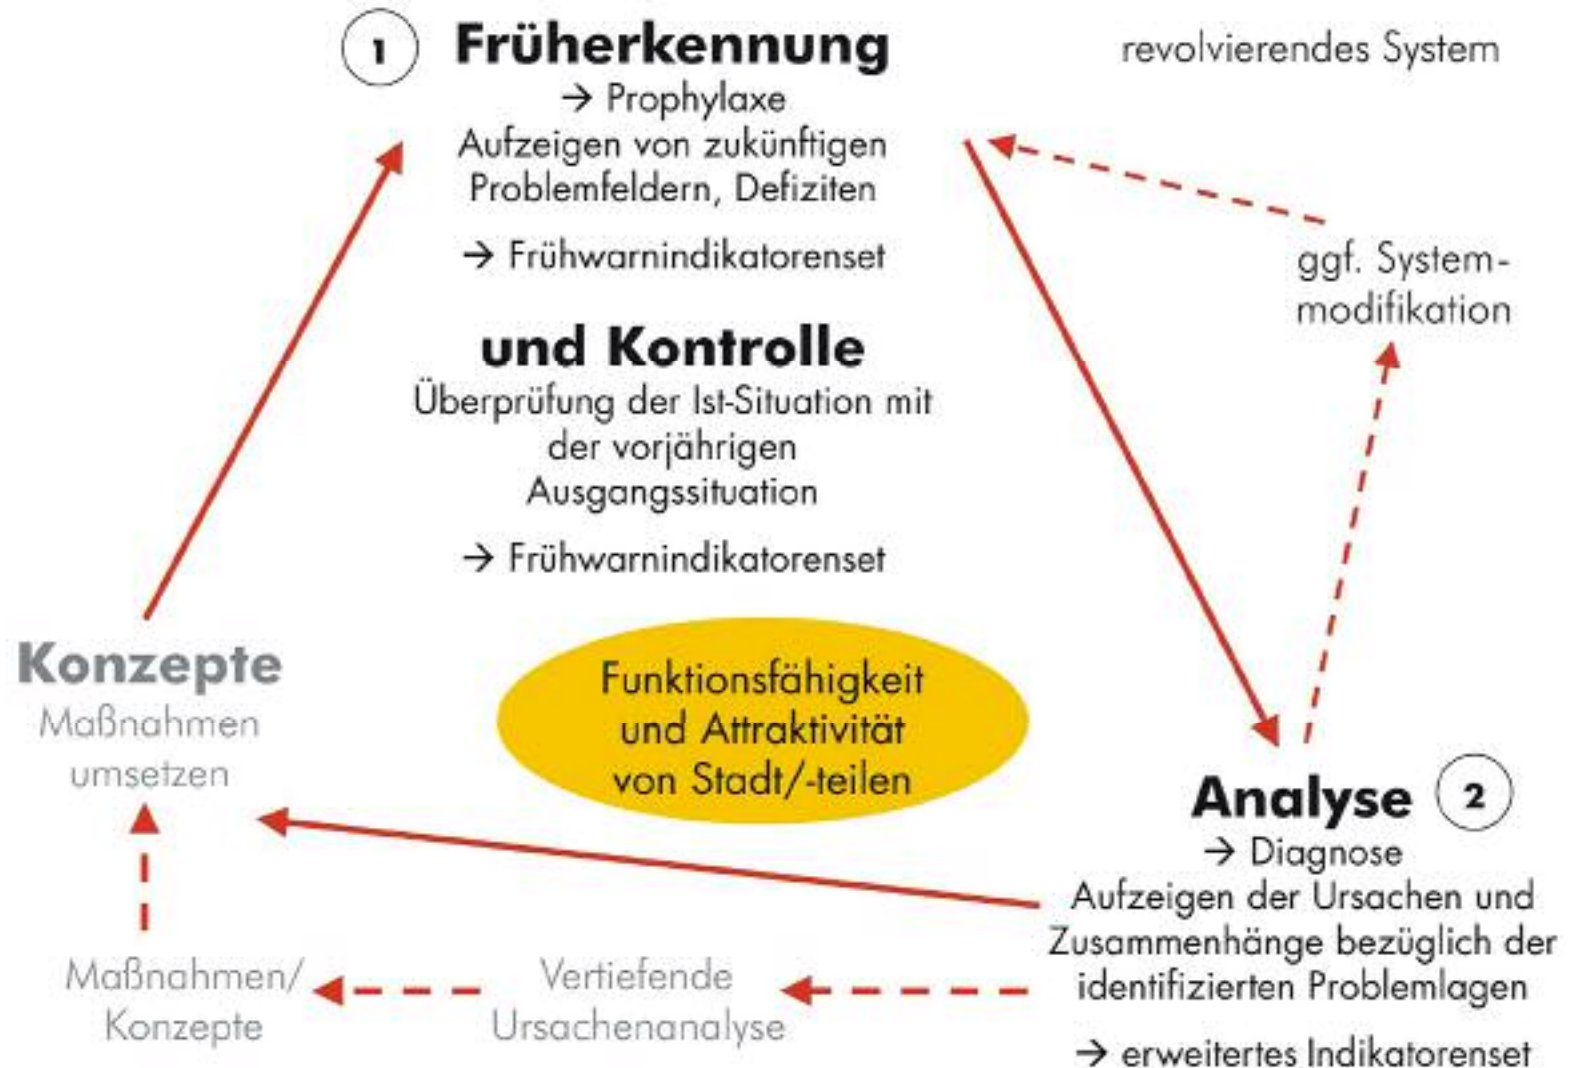 1
Früherkennung
→ Prophylaxe
Aufzeigen von zukünftigen
Problemfeldern, Defiziten
→ Frühwarnindikatorenset
und Kontrolle
Überprüfung der Ist-Situation mit
der vorjährigen
Ausgangssituation
→ Frühwarnindikatorenset
revolvierendes System
ggf. System-
modifikation
Funktionsfähigkeit
und Attraktivität
von Stadt/-teilen
Analyse 2
→ Diagnose
Aufzeigen der Ursachen und
Zusammenhänge bezüglich der
identifizierten Problemlagen
→ erweitertes Indikatorenset
Vertiefende
Ursachenanalyse
Maßnahmen/
Konzepte
Konzepte
Maßnahmen
umsetzen